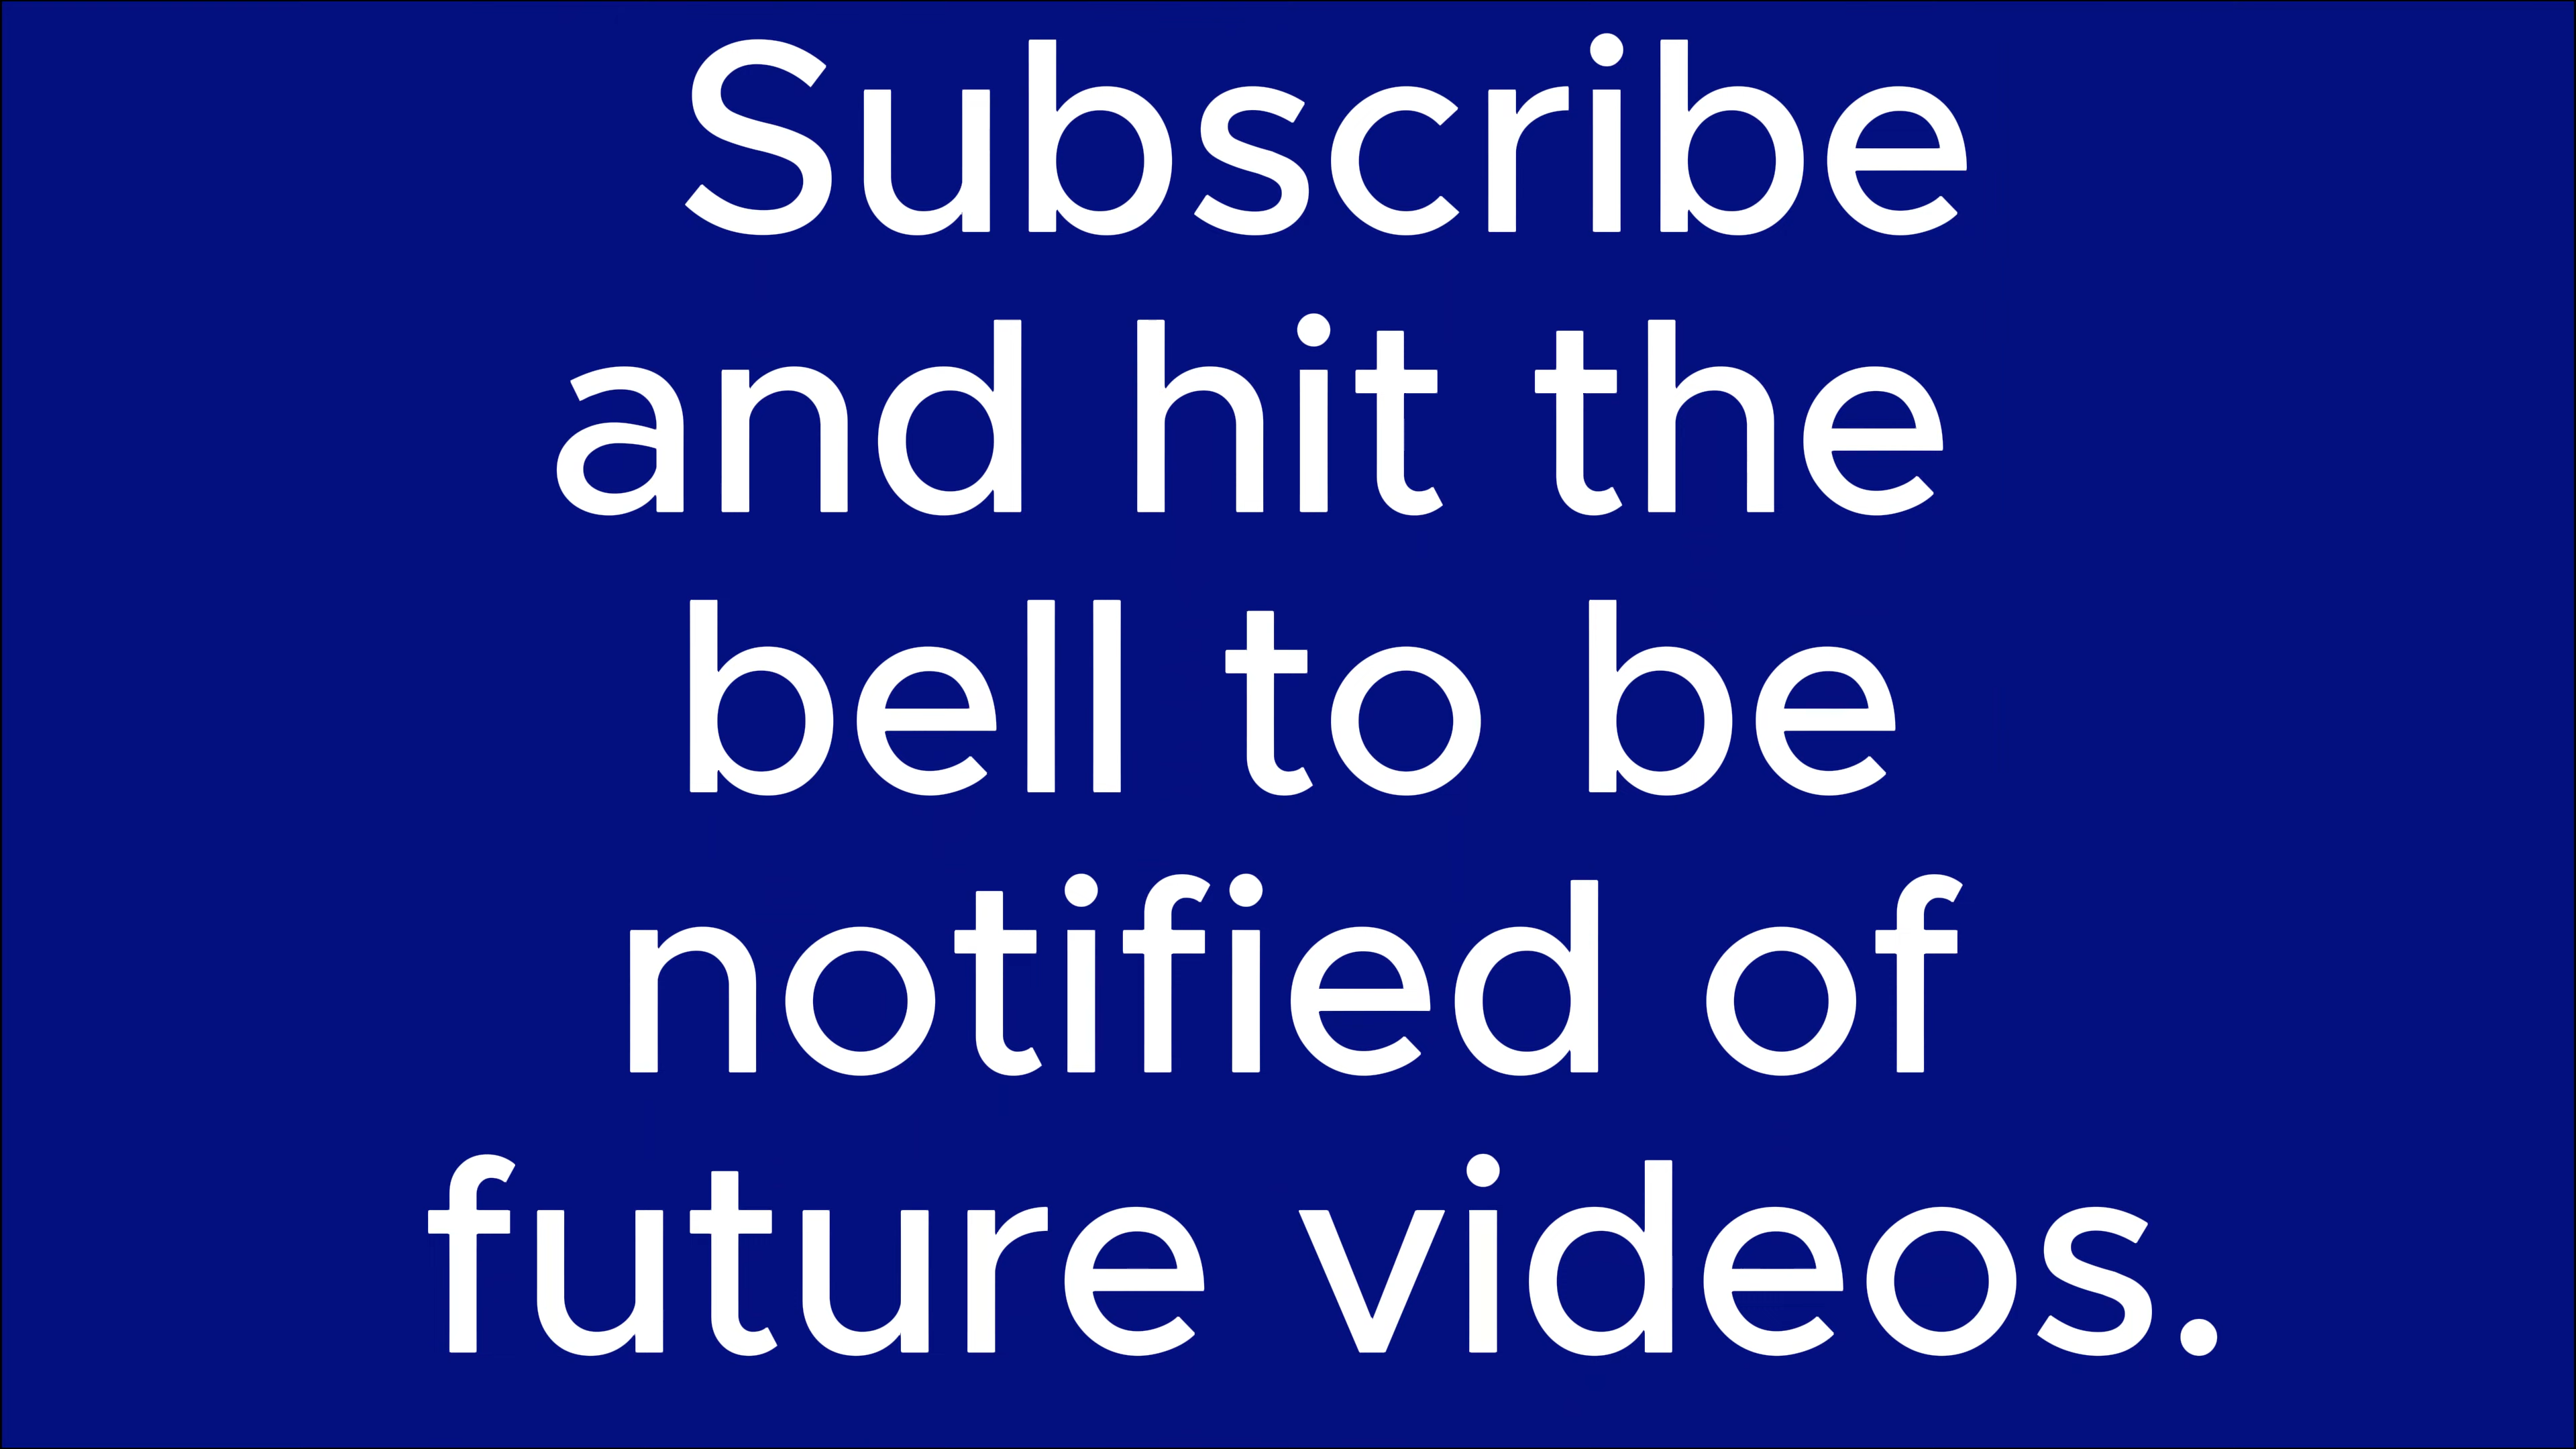 Subscribe
and hit the
bell to be
notified of
future videos.